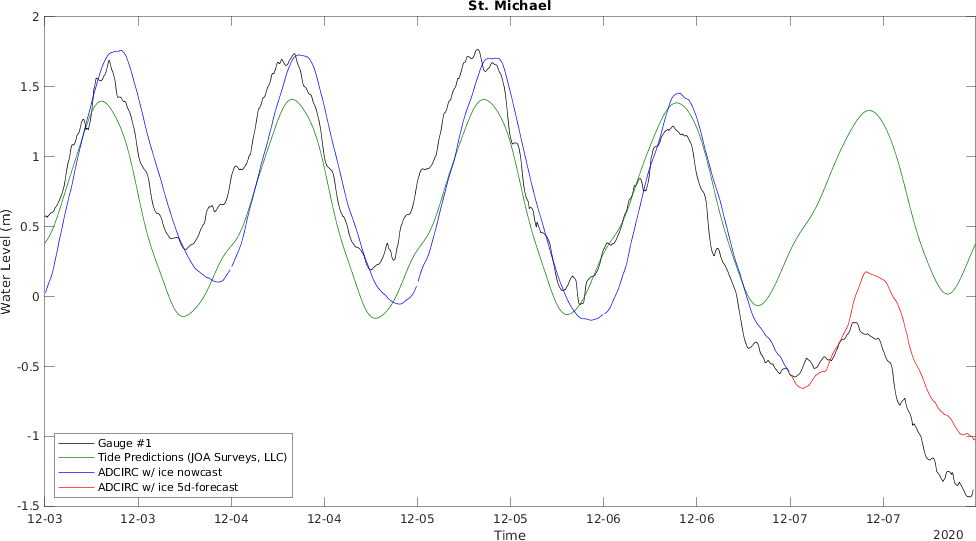 St. Michael
2
1.5
1
0.5
0
-0.5
-1
-1.5
Water Level (m)
Gauge #1
Tide Predictions (JOA Surveys, LLC)
ADCIRC w/ ice nowcast
ADCIRC w/ ice 5d-forecast
12-03 12-03 12-04 12-04 12-05 12-05 12-06 12-06 12-07 12-07
Time
2020